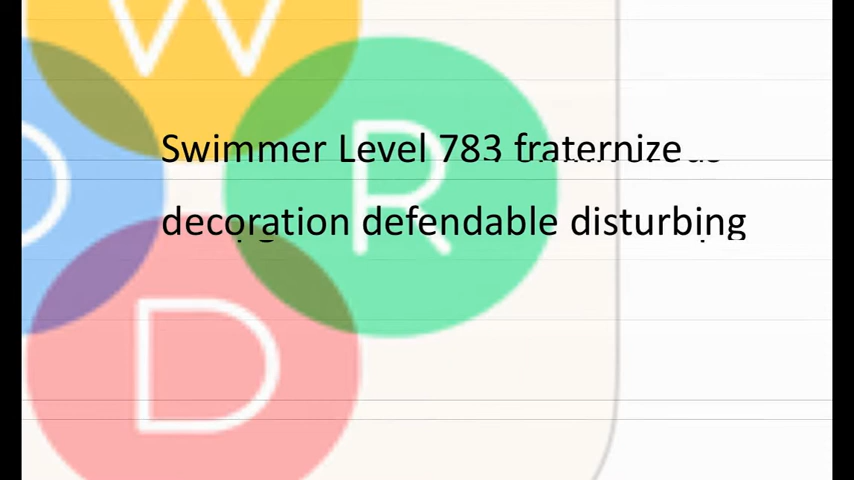 W
R
D
Swimmer Level 783 fraternize
decoration defendable disturbing